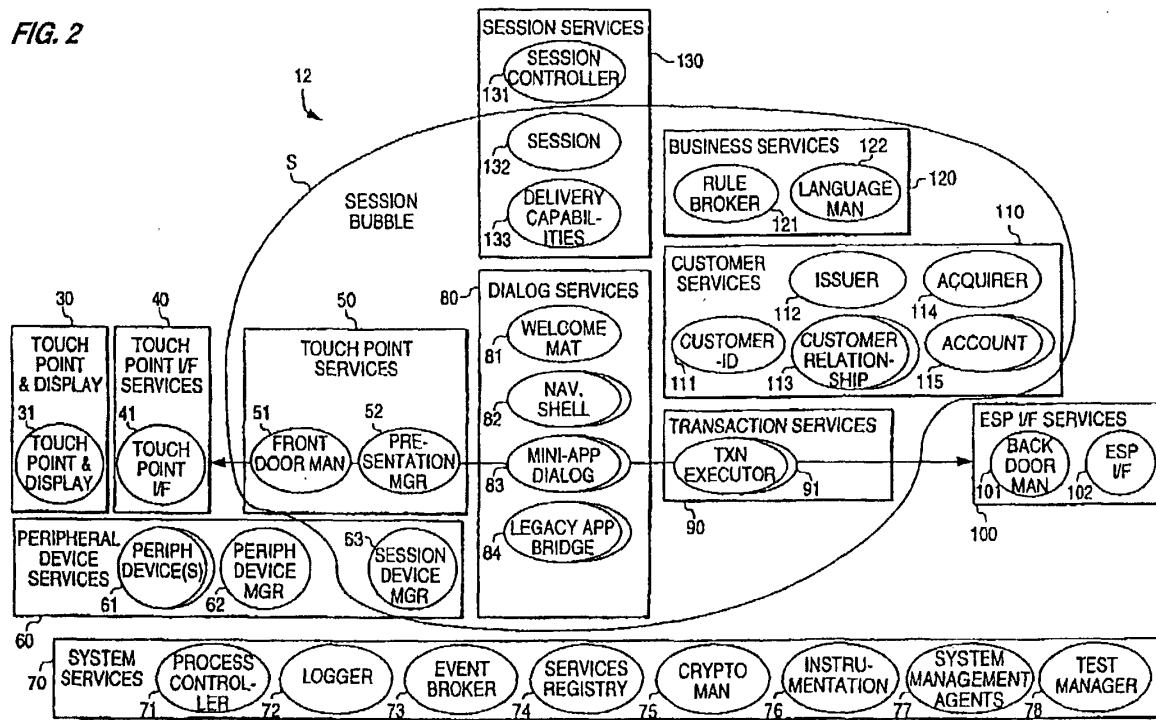 FIG. 2
12
S
SESSION
BUBBLE
SESSION SERVICES
SESSION
CONTROLLER
131
130
SESSION
132
DELIVERY
CAPABIL-
ITIES
133
BUSINESS SERVICES
122
RULE
BROKER
121
LANGUAGE
MAN
120
110
CUSTOMER
SERVICES
ISSUER
112
ACQUIRER
114
CUSTOMER
-ID
111
CUSTOMER
RELATION-
SHIP
113
ACCOUNT
115
30
TOUCH
POINT
& DISPLAY
31
TOUCH
POINT &
DISPLAY
40
TOUCH
POINT I/F
SERVICES
41
TOUCH
POINT
I/F
50
TOUCH POINT
SERVICES
51
FRONT
DOOR MAN
52
PRE-
SENTATION
MGR
80
DIALOG SERVICES
WELCOME
MAT
81
NAV.
SHELL
82
MINI-APP
DIALOG
83
LEGACY APP
BRIDGE
84
TRANSACTION SERVICES
TXN
EXECUTOR
91
90
ESP I/F SERVICES
BACK
DOOR
MAN
101
ESP
I/F
102
100
PERIPHERAL
DEVICE
SERVICES
PERIPH
DEVICE(S)
61
PERIPH
DEVICE
MGR
62
63
SESSION
DEVICE
MGR
60
SYSTEM
SERVICES
70
PROCESS
CONTROL-
LER
71
LOGGER
72
EVENT
BROKER
73
SERVICES
REGISTRY
74
CRYPTO
MAN
75
INSTRU-
MENTATION
76
SYSTEM
MANAGEMENT
AGENTS
77
TEST
MANAGER
78